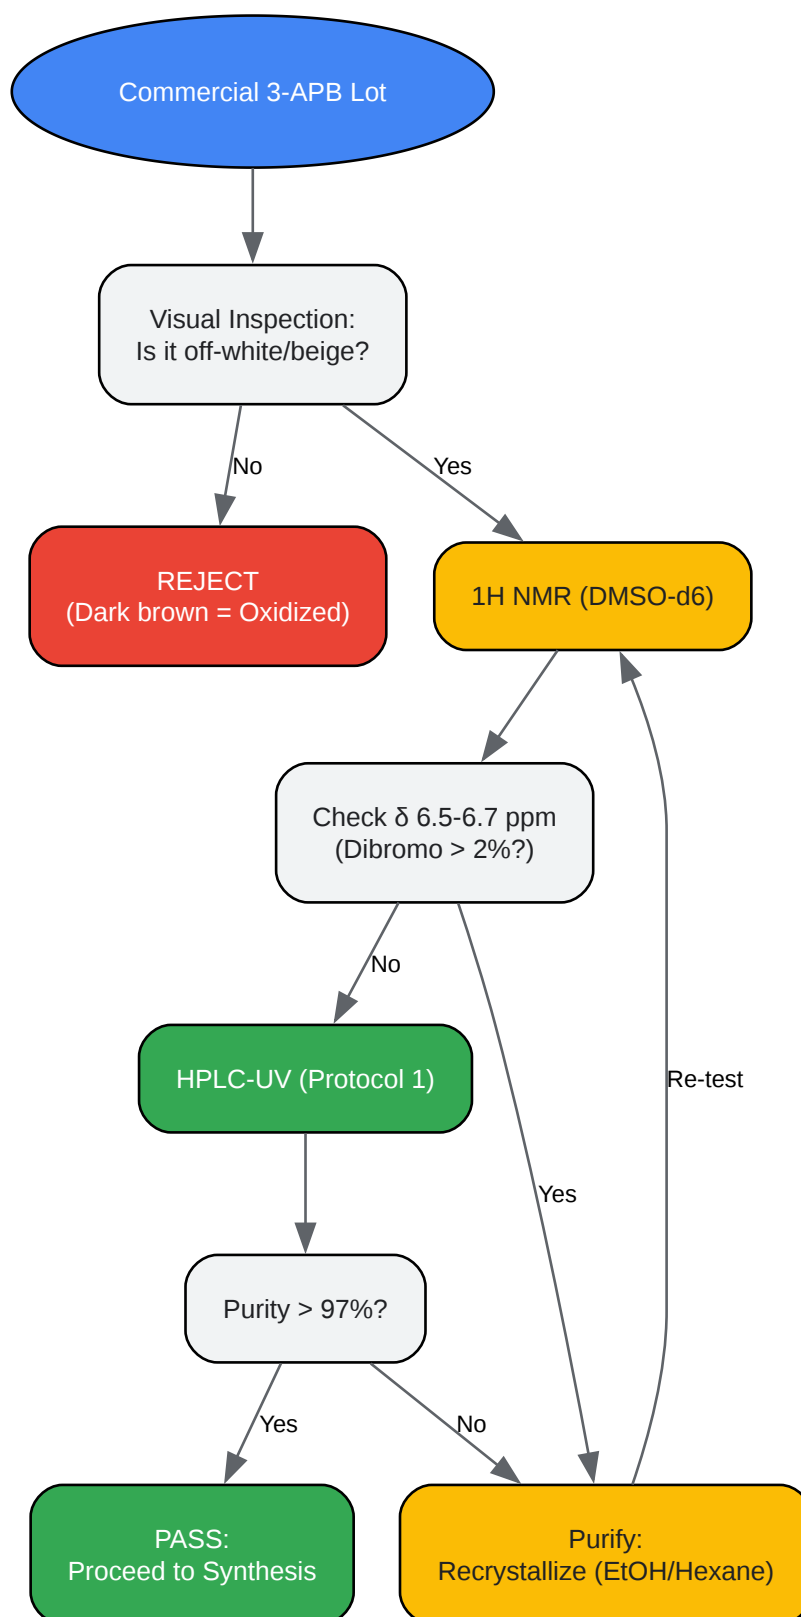 Commercial 3-APB Lot
Visual Inspection:
Is it off-white/beige?
No
Yes
REJECT
(Dark brown = Oxidized)
1H NMR (DMSO-d6)
Check δ 6.5-6.7 ppm
(Dibromo > 2%?)
No
HPLC-UV (Protocol 1)
Re-test
Yes
Purity > 97%?
Yes
No
PASS:
Proceed to Synthesis
Purify:
Recrystallize (EtOH/Hexane)